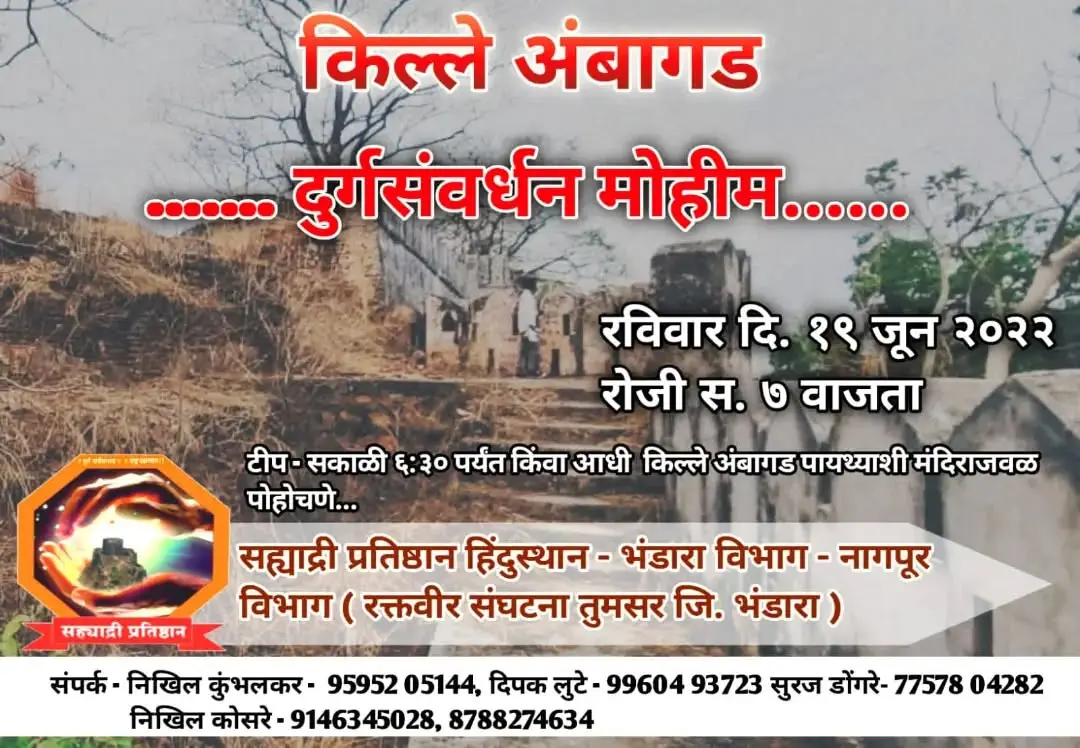 किल्ले अंबागड
....... दुर्गसंवर्धन मोहीम......
रविवार दि. १९ जून २०२२
रोजी स. ७ वाजता
टीप - सकाळी ६:३० पर्यंत किंवा आधी किल्ले अंबागड पायथ्याशी मंदिराजवळ
पोहोचणे...
सह्याद्री प्रतिष्ठान हिंदुस्थान - भंडारा विभाग - नागपूर
विभाग ( रक्तवीर संघटना तुमसर जि. भंडारा )
सह्याद्री प्रतिष्ठान
संपर्क - निखिल कुंभलकर - 95952 05144, दिपक लुटे - 99604 93723 सुरज डोंगरे- 77578 04282
निखिल कोसरे - 9146345028, 8788274634